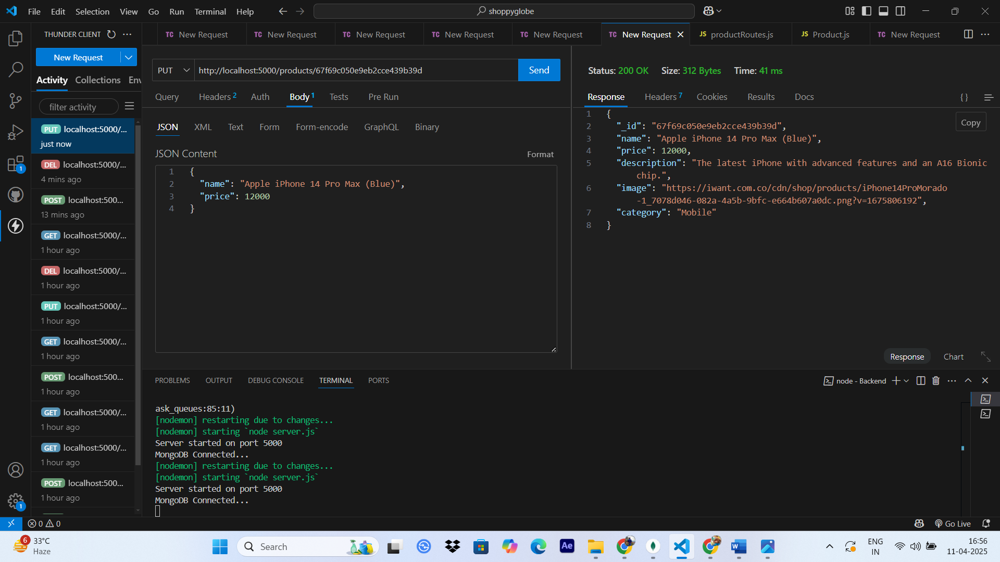 File Edit Selection View Go Run Terminal Help
shoppyglobe
THUNDER CLIENT
TC New Request
TC New Request
TC New Request
TC New Request
TC New Request
TC New Request
JS productRoutes.js
JS Product.js
TC New Request
New Request
Activity Collections Env
filter activity
PUT localhost:5000/...
just now
DEL localhost:5000/...
4 mins ago
POST localhost:500...
13 mins ago
GET localhost:5000/...
1 hour ago
DEL localhost:5000/...
1 hour ago
PUT localhost:5000/...
1 hour ago
GET localhost:5000/...
1 hour ago
POST localhost:500...
1 hour ago
GET localhost:5000/...
1 hour ago
GET localhost:5000/...
1 hour ago
POST localhost:500...
1 hour ago
1
1
PUT http://localhost:5000/products/67f69c050e9eb2cce439b39d Send
Query Headers 2 Auth Body 1 Tests Pre Run
JSON XML Text Form Form-encode GraphQL Binary
JSON Content Format
1 {
2 "name": "Apple iPhone 14 Pro Max (Blue)",
3 "price": 12000
4 }
Status: 200 OK Size: 312 Bytes Time: 41 ms
Response Headers 7 Cookies Results Docs { }
Copy
1 {
2 "_id": "67f69c050e9eb2cce439b39d",
3 "name": "Apple iPhone 14 Pro Max (Blue)",
4 "price": 12000,
5 "description": "The latest iPhone with advanced features and an A16 Bionic
chip.",
6 "image": "https://iwant.com.co/cdn/shop/products/iPhone14ProMorado
-1_7078d046-082a-4a5b-9bfc-e664b607a0dc.png?v=1675806192",
7 "category": "Mobile"
8 }
Response Chart
PROBLEMS OUTPUT DEBUG CONSOLE TERMINAL PORTS
node - Backend
ask_queues:85:11)
[nodemon] restarting due to changes...
[nodemon] starting `node server.js`
Server started on port 5000
MongoDB Connected...
[nodemon] restarting due to changes...
[nodemon] starting `node server.js`
Server started on port 5000
MongoDB Connected...
0 0
Go Live
6
33°C
Haze
Search
Ae
W
ENG
IN
16:56
11-04-2025